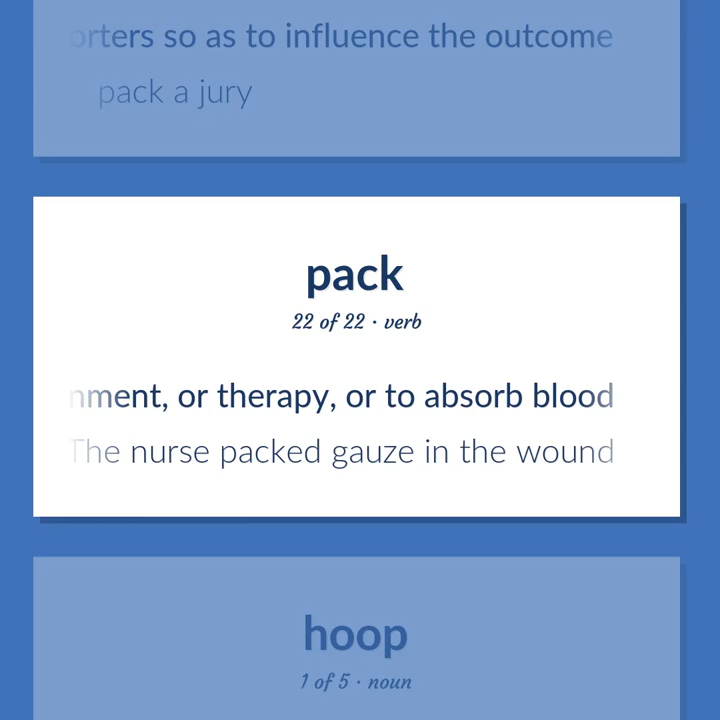 orters so as to influence the outcome
pack a jury
pack
22 of 22 · verb
nment, or therapy, or to absorb blood
The nurse packed gauze in the wound
hoop
1 of 5 · noun